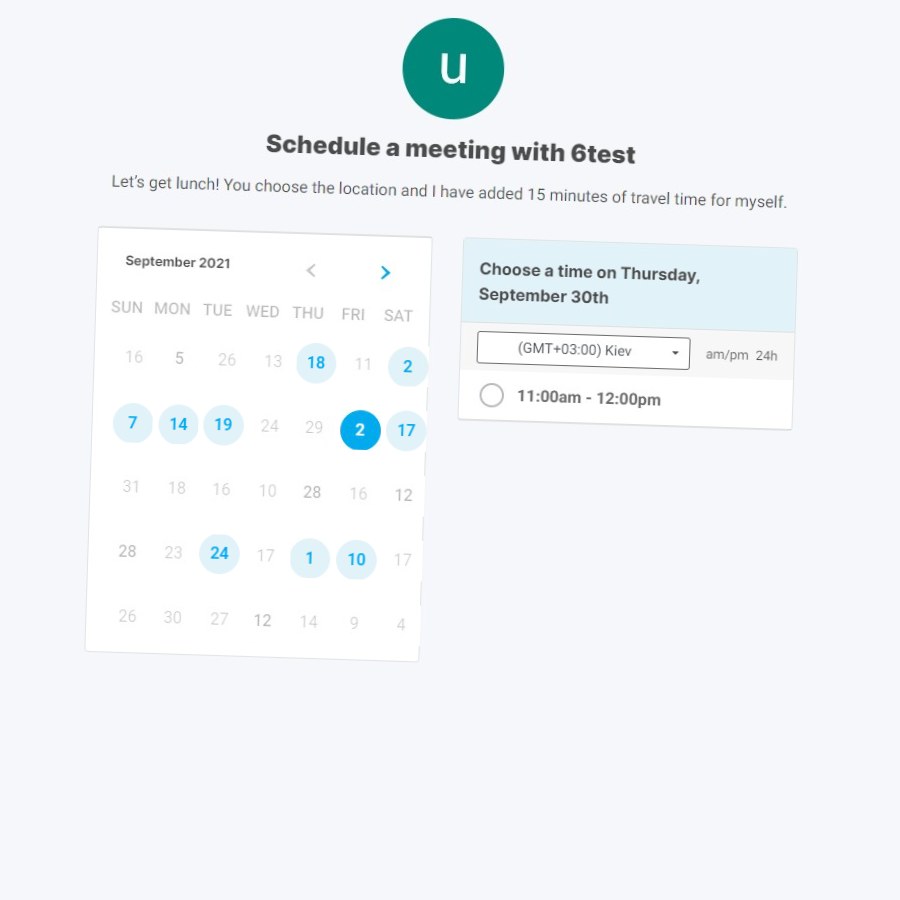 u
Schedule a meeting with 6test
Let's get lunch! You choose the location and I have added 15 minutes of travel time for myself.
September 2021
SUN MON TUE WED THU FRI SAT
16 5 26 13 18 11 2
7 14 19 24 29 2 17
31 18 16 10 28 16 12
28 23 24 17 1 10 17
26 30 27 12 14 9 4
Choose a time on Thursday,
September 30th
(GMT+03:00) Kiev am/pm 24h
11:00am - 12:00pm